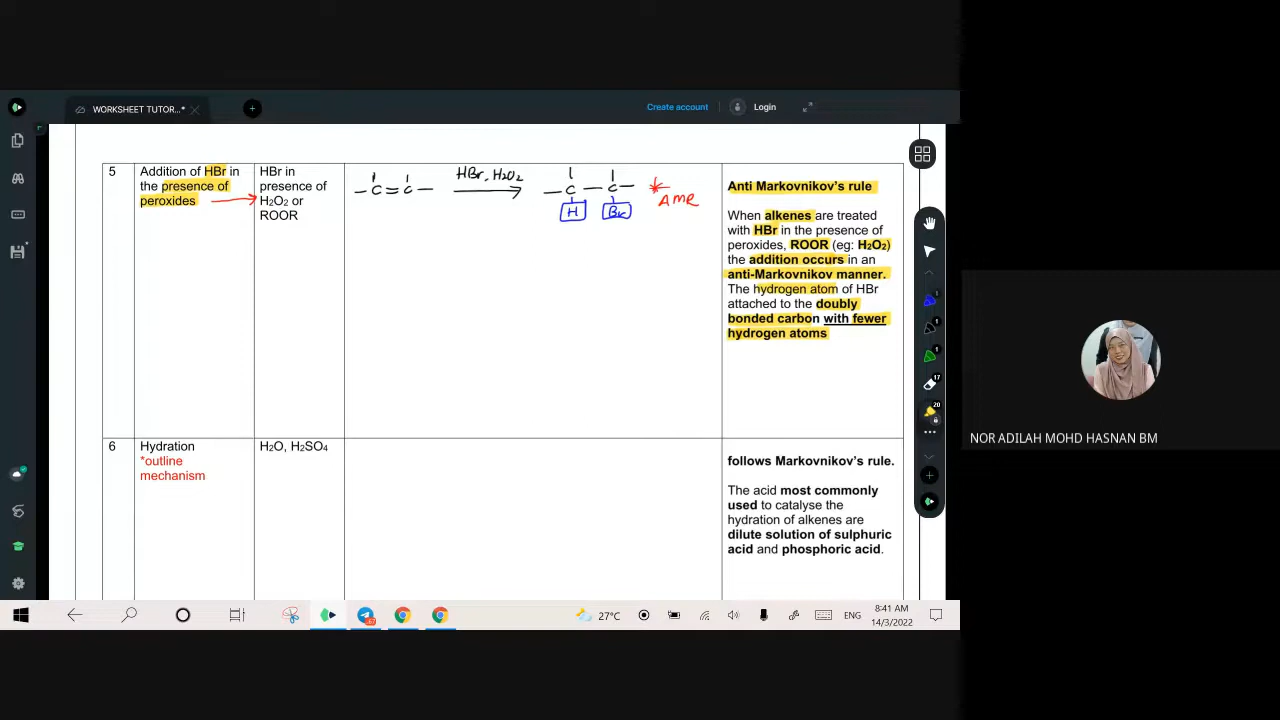 WORKSHEET TUTOR...*
Create account
Login
5
Addition of HBr in
the presence of
peroxides
HBr in
presence of
H₂O₂ or
ROOR
-C=C-
HBr, H₂O₂
-C-C-
H
Br
* AMR
Anti Markovnikov's rule
When alkenes are treated
with HBr in the presence of
peroxides, ROOR (eg: H₂O₂)
the addition occurs in an
anti-Markovnikov manner.
The hydrogen atom of HBr
attached to the doubly
bonded carbon with fewer
hydrogen atoms
6
Hydration
*outline
mechanism
H₂O, H₂SO₄
follows Markovnikov's rule.
The acid most commonly
used to catalyse the
hydration of alkenes are
dilute solution of sulphuric
acid and phosphoric acid.
1
1
1
17
20
NOR ADILAH MOHD HASNAN BM
27°C
ENG
8:41 AM
14/3/2022